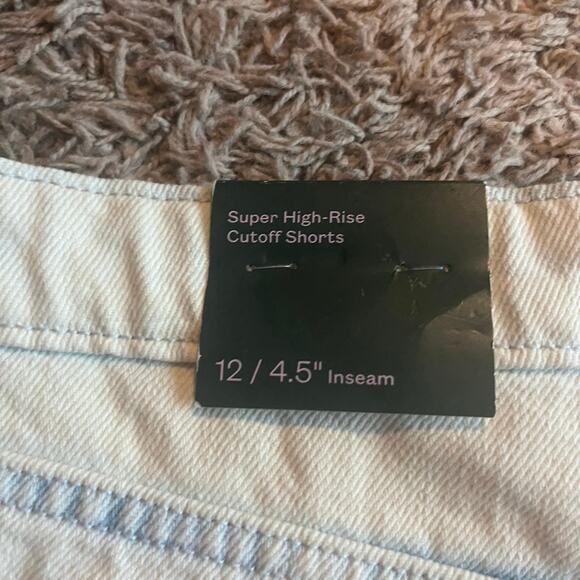 Super High-Rise
Cutoff Shorts
12 / 4.5" Inseam